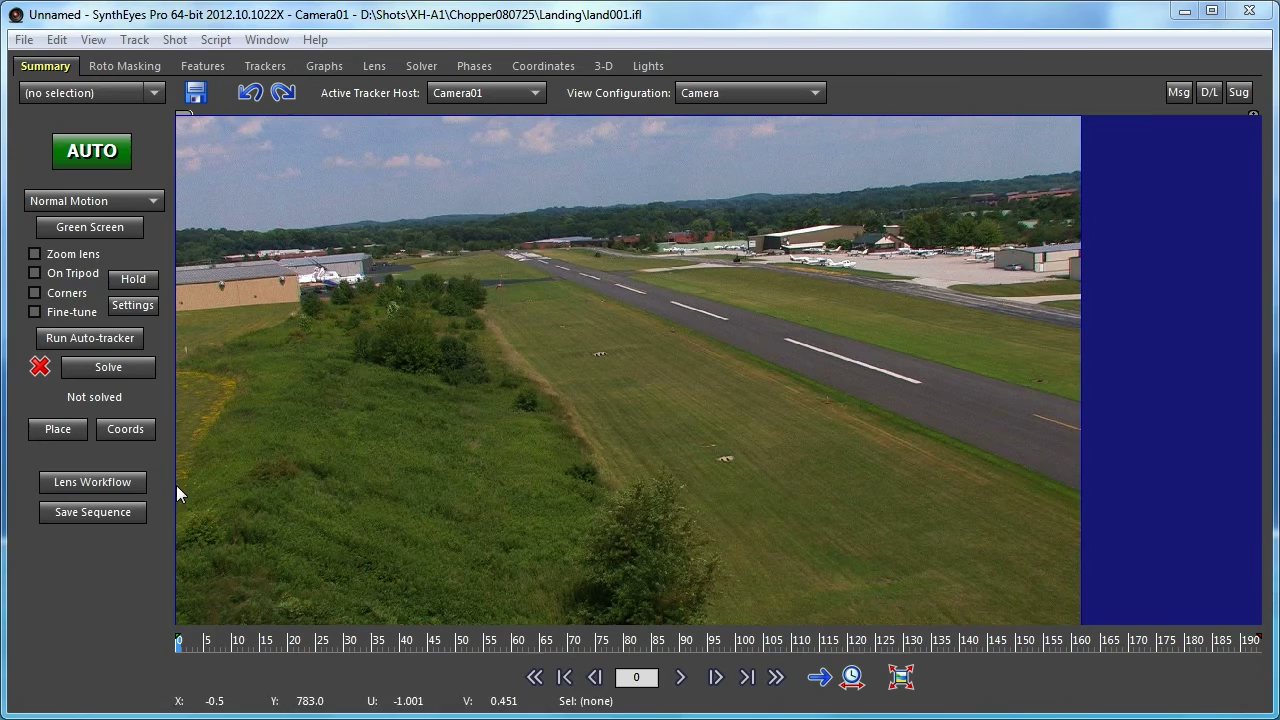 Unnamed - SynthEyes Pro 64-bit 2012.10.1022X - Camera01 - D:\Shots\XH-A1\Chopper080725\Landing\land001.ifl
File Edit View Track Shot Script Window Help
Summary Roto Masking Features Trackers Graphs Lens Solver Phases Coordinates 3-D Lights
(no selection) Active Tracker Host: Camera01 View Configuration: Camera Msg D/L Sug
AUTO
Normal Motion
Green Screen
Zoom lens
On Tripod Hold
Corners
Fine-tune Settings
Run Auto-tracker
Solve
Not solved
Place Coords
Lens Workflow
Save Sequence
0 5 10 15 20 25 30 35 40 45 50 55 60 65 70 75 80 85 90 95 100 105 110 115 120 125 130 135 140 145 150 155 160 165 170 175 180 185 190
0
X: -0.5 Y: 783.0 U: -1.001 V: 0.451 Sel: (none)